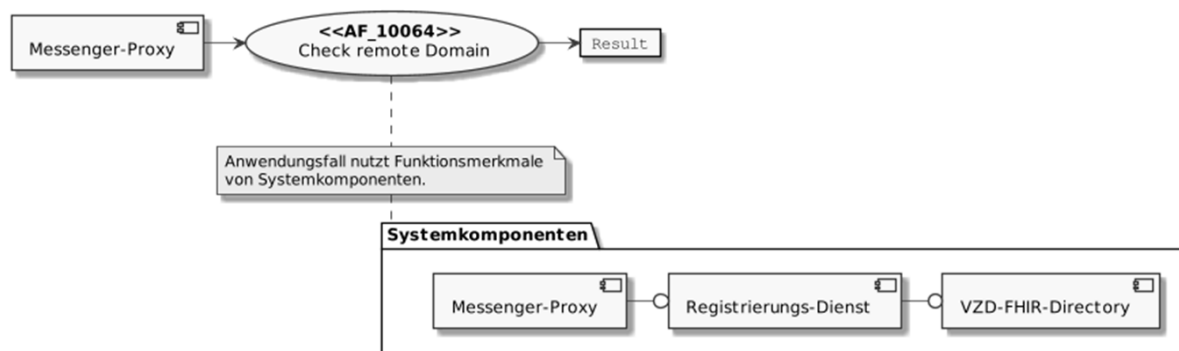 Messenger-Proxy
<<AF_10064>>
Check remote Domain
Result
Anwendungsfall nutzt Funktionsmerkmale
von Systemkomponenten.
Systemkomponenten
Messenger-Proxy
Registrierungs-Dienst
VZD-FHIR-Directory